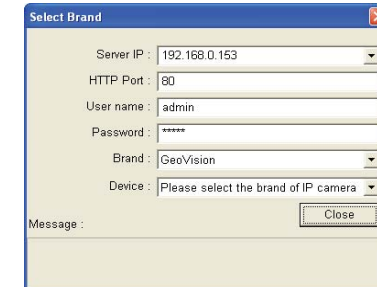 Select Brand
Server IP : 192.168.0.153
HTTP Port : 80
User name : admin
Password : *****
Brand : GeoVision
Device : Please select the brand of IP camera
Close
Message :